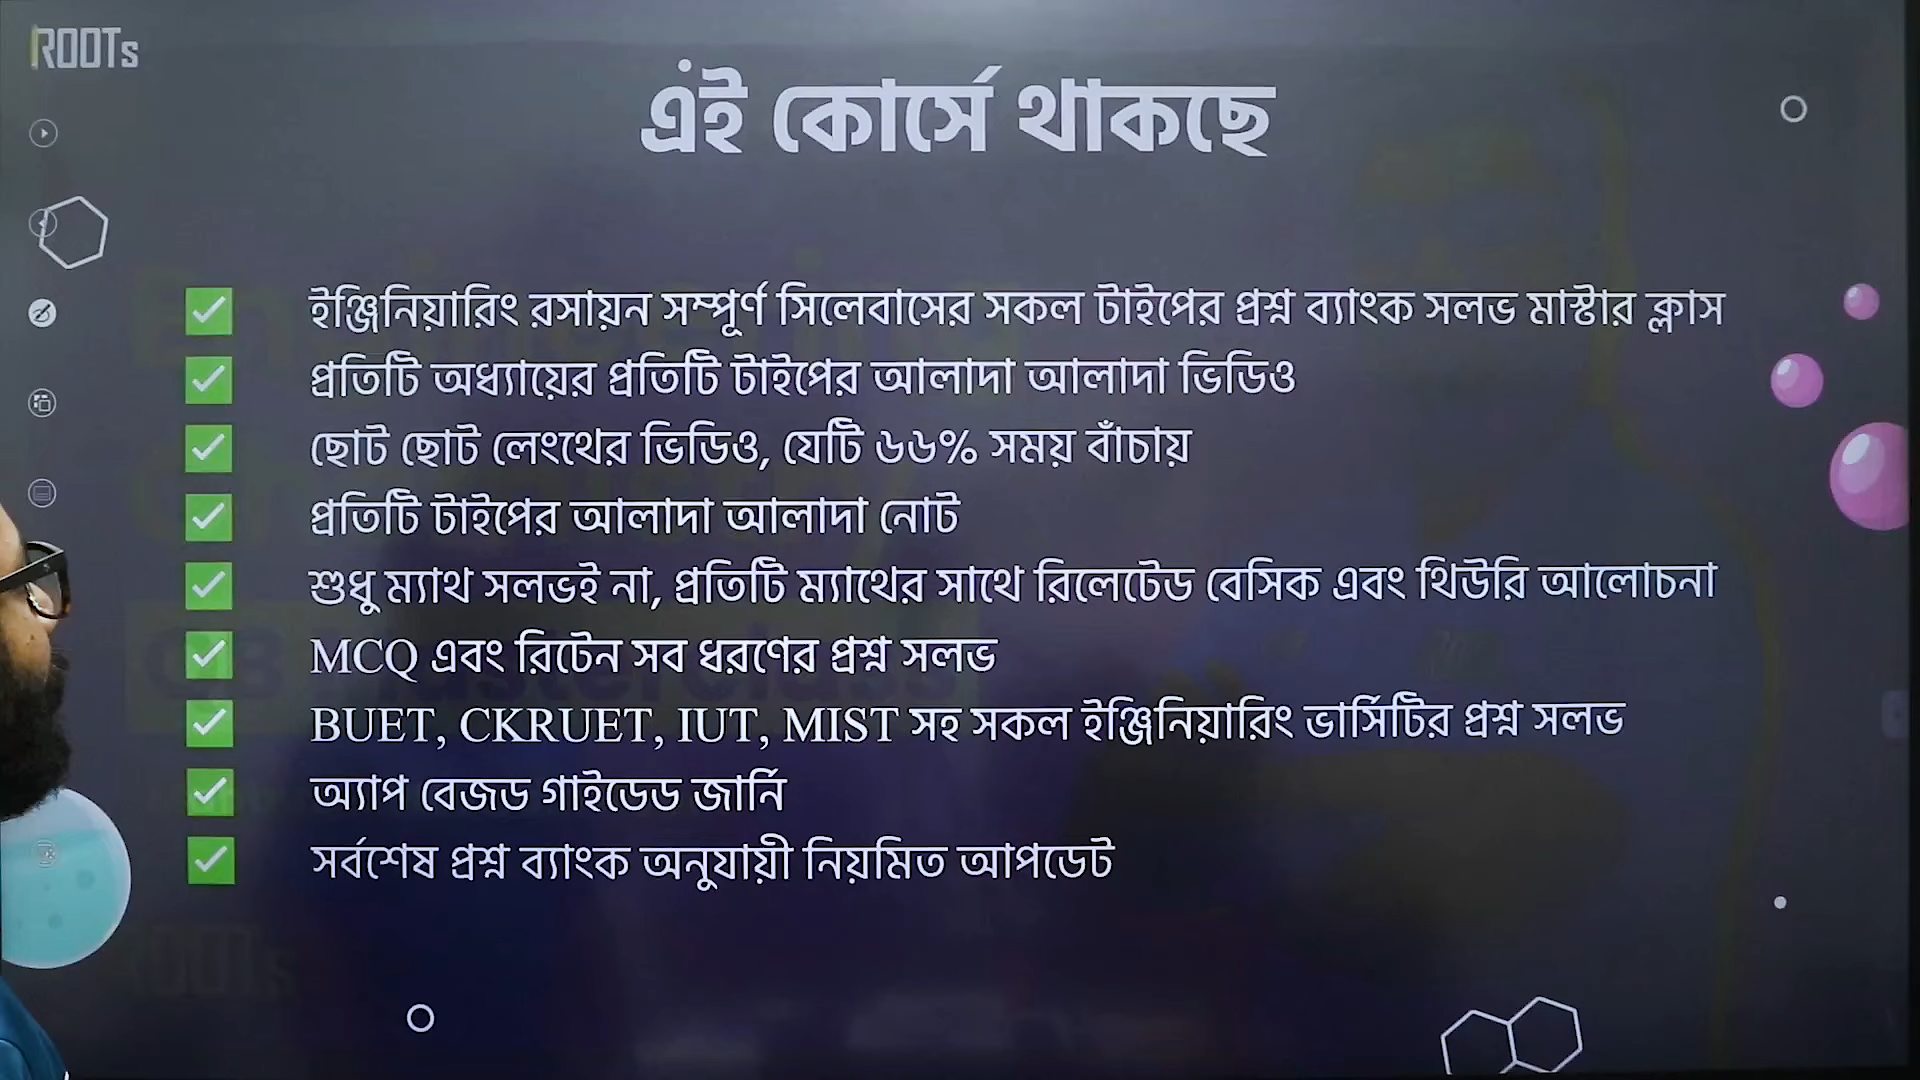 ROOTs
এই কোর্সে থাকছে
ইঞ্জিনিয়ারিং রসায়ন সম্পূর্ণ সিলেবাসের সকল টাইপের প্রশ্ন ব্যাংক সলভ মাস্টার ক্লাস
প্রতিটি অধ্যায়ের প্রতিটি টাইপের আলাদা আলাদা ভিডিও
ছোট ছোট লেংথের ভিডিও, যেটি ৬৬% সময় বাঁচায়
প্রতিটি টাইপের আলাদা আলাদা নোট
শুধু ম্যাথ সলভই না, প্রতিটি ম্যাথের সাথে রিলেটেড বেসিক এবং থিউরি আলোচনা
MCQ এবং রিটেন সব ধরণের প্রশ্ন সলভ
BUET, CKRUET, IUT, MIST সহ সকল ইঞ্জিনিয়ারিং ভার্সিটির প্রশ্ন সলভ
অ্যাপ বেজড গাইডেড জার্নি
সর্বশেষ প্রশ্ন ব্যাংক অনুযায়ী নিয়মিত আপডেট